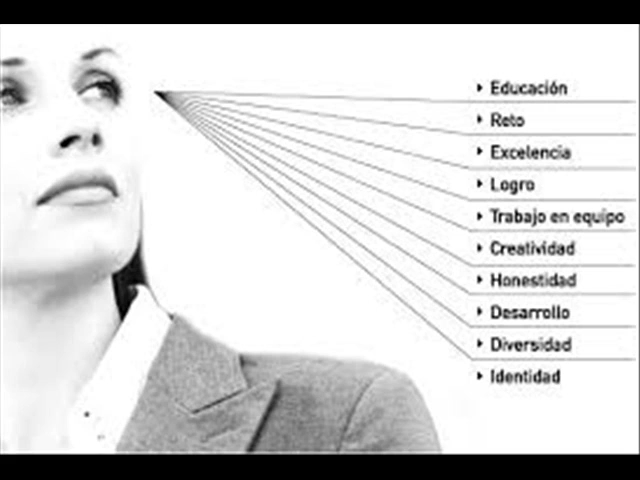 Educación
Reto
Excelencia
Logro
Trabajo en equipo
Creatividad
Honestidad
Desarrollo
Diversidad
Identidad